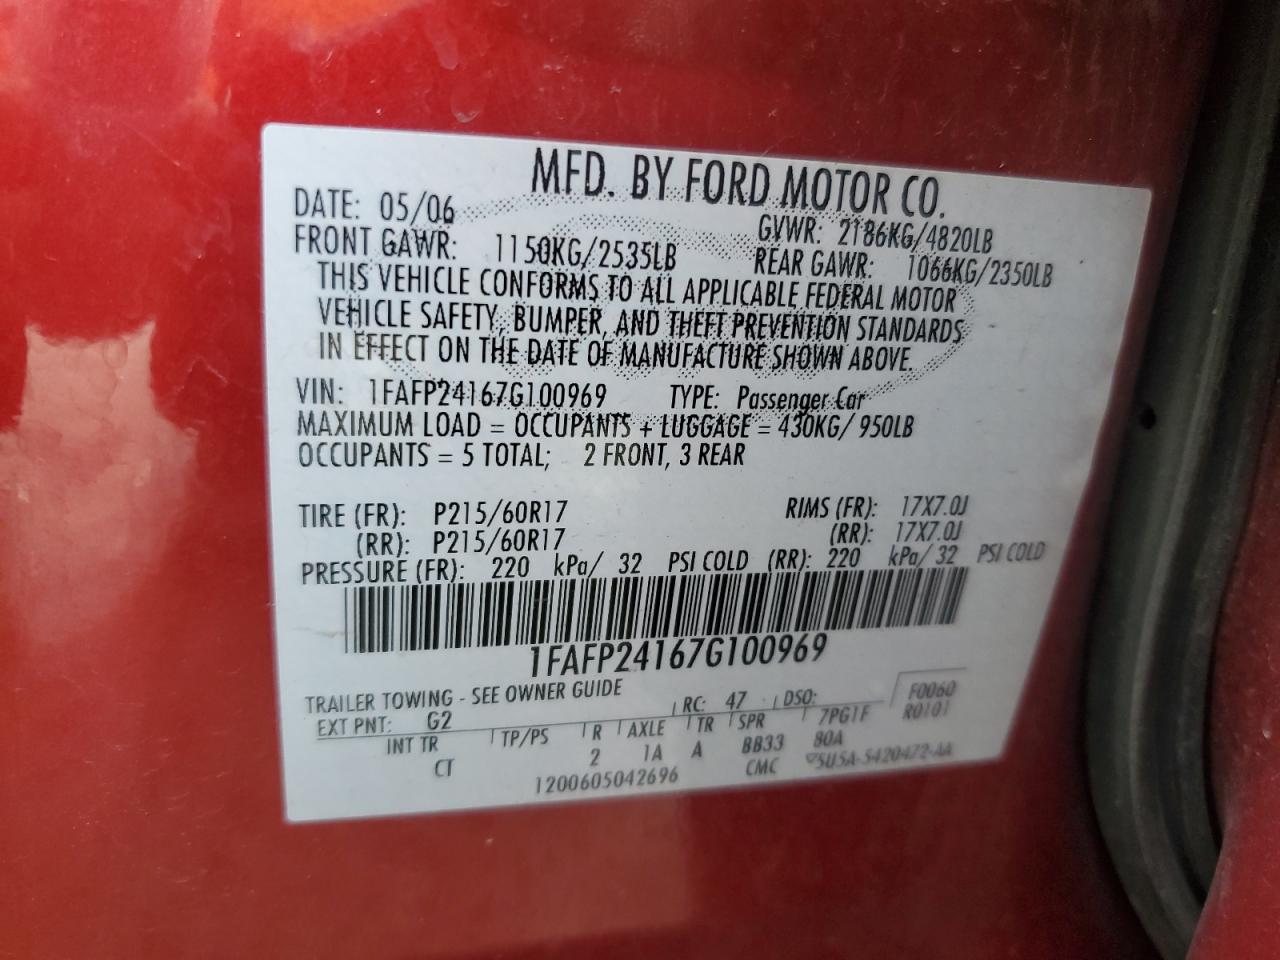 MFD. BY FORD MOTOR CO.
DATE: 05/06 GVWR: 2186KG/4820LB
FRONT GAWR: 1150KG/2535LB REAR GAWR: 1066KG/2350LB
THIS VEHICLE CONFORMS TO ALL APPLICABLE FEDERAL MOTOR
VEHICLE SAFETY, BUMPER, AND THEFT PREVENTION STANDARDS
IN EFFECT ON THE DATE OF MANUFACTURE SHOWN ABOVE.
VIN: 1FAFP24167G100969 TYPE: Passenger Car
MAXIMUM LOAD = OCCUPANTS + LUGGAGE = 430KG/ 950LB
OCCUPANTS = 5 TOTAL; 2 FRONT, 3 REAR
TIRE (FR): P215/60R17 RIMS (FR): 17X7.0J
(RR): P215/60R17 (RR): 17X7.0J
PRESSURE (FR): 220 kPa/ 32 PSI COLD (RR): 220 kPa/ 32 PSI COLD
1FAFP24167G100969
TRAILER TOWING - SEE OWNER GUIDE
EXT PNT: G2 RC: 47 DSO: F0060
R0101
INT TR TP/PS R AXLE TR SPR 7PG1F
CT 2 1A A BB33 80A
1200605042696 CMC 5U5A-5420472-AA